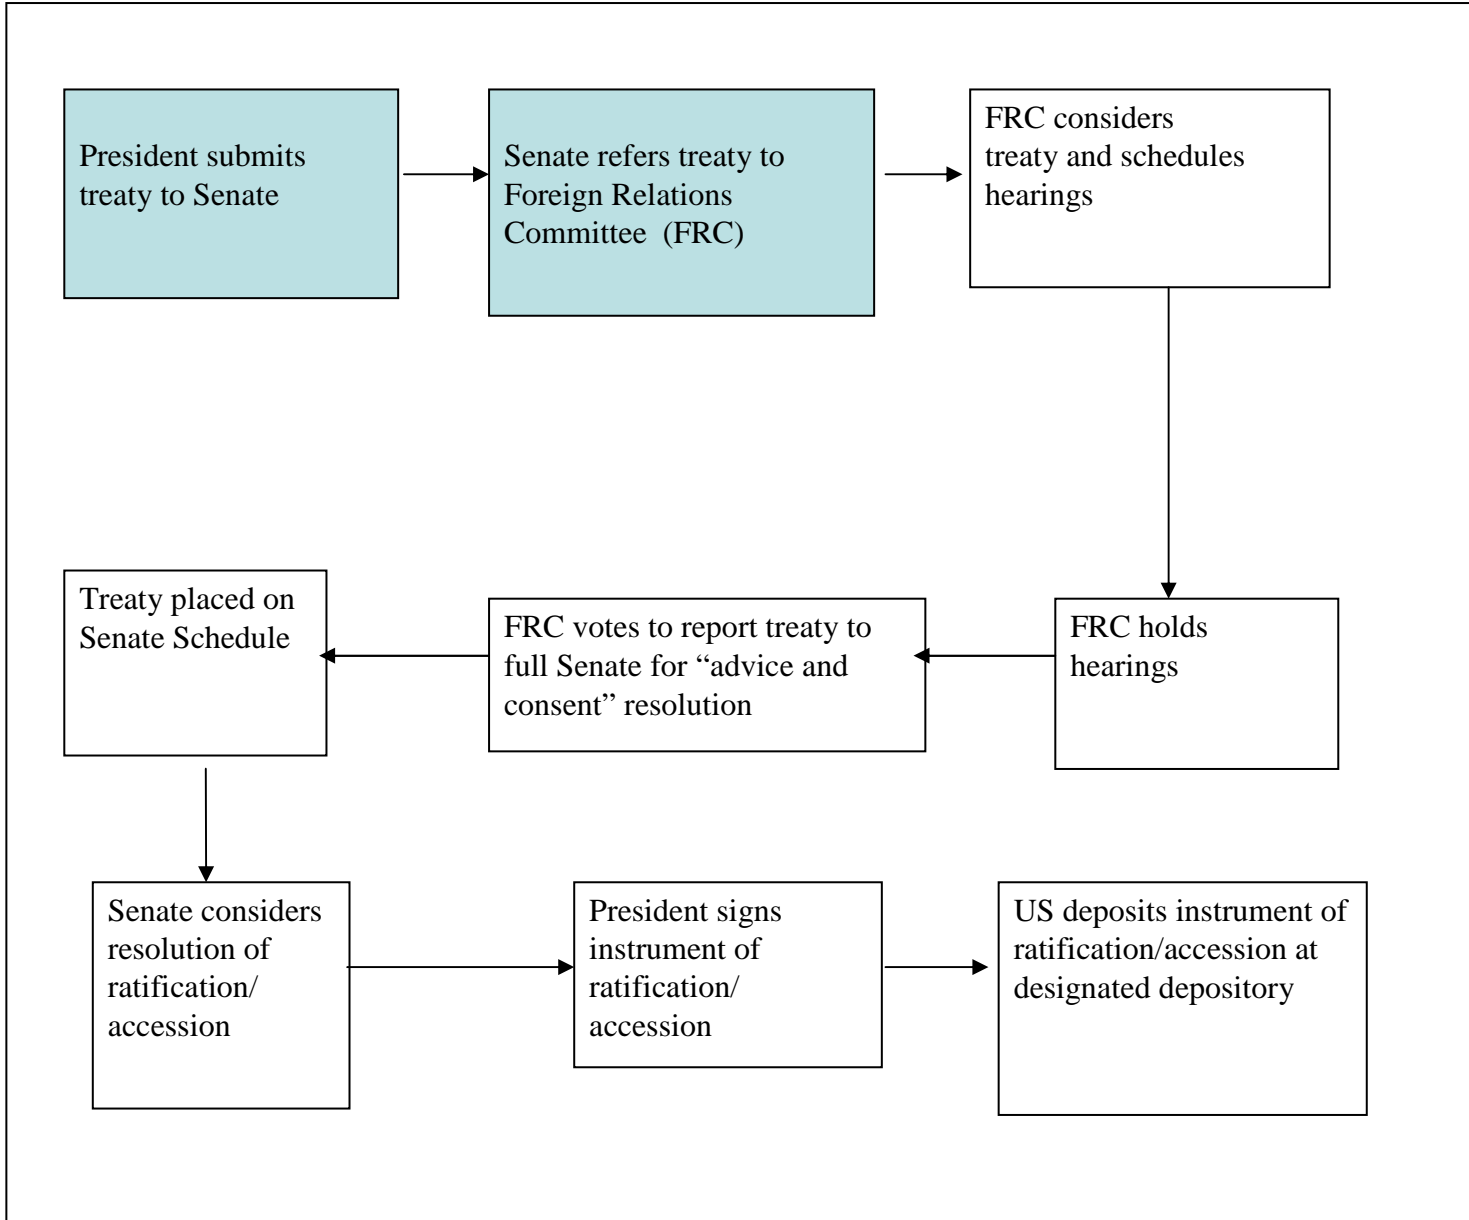 President submits
treaty to Senate
Senate refers treaty to
Foreign Relations
Committee  (FRC)
FRC considers
treaty and schedules
hearings
FRC holds
hearings
FRC votes to report treaty to
full Senate for “advice and
consent” resolution
Treaty placed on
Senate Schedule
Senate considers
resolution of
ratification/
accession
President signs
instrument of
ratification/
accession
US deposits instrument of
ratification/accession at
designated depository